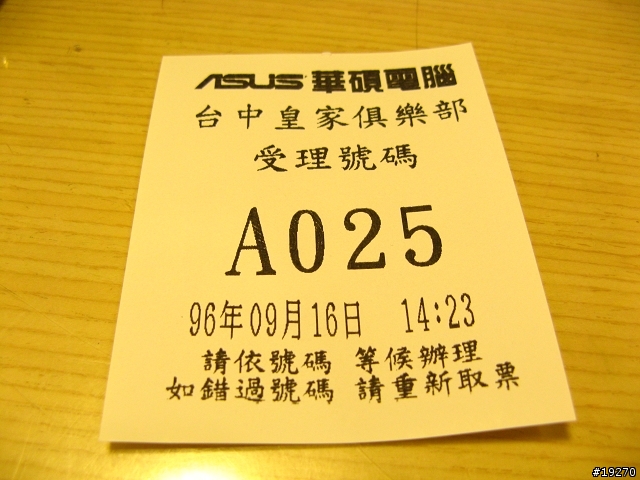 ASUS 華碩電腦
台中皇家俱樂部
受理號碼
A025
96年09月16日 14:23
請依號碼 等候辦理
如錯過號碼 請重新取票
#19270